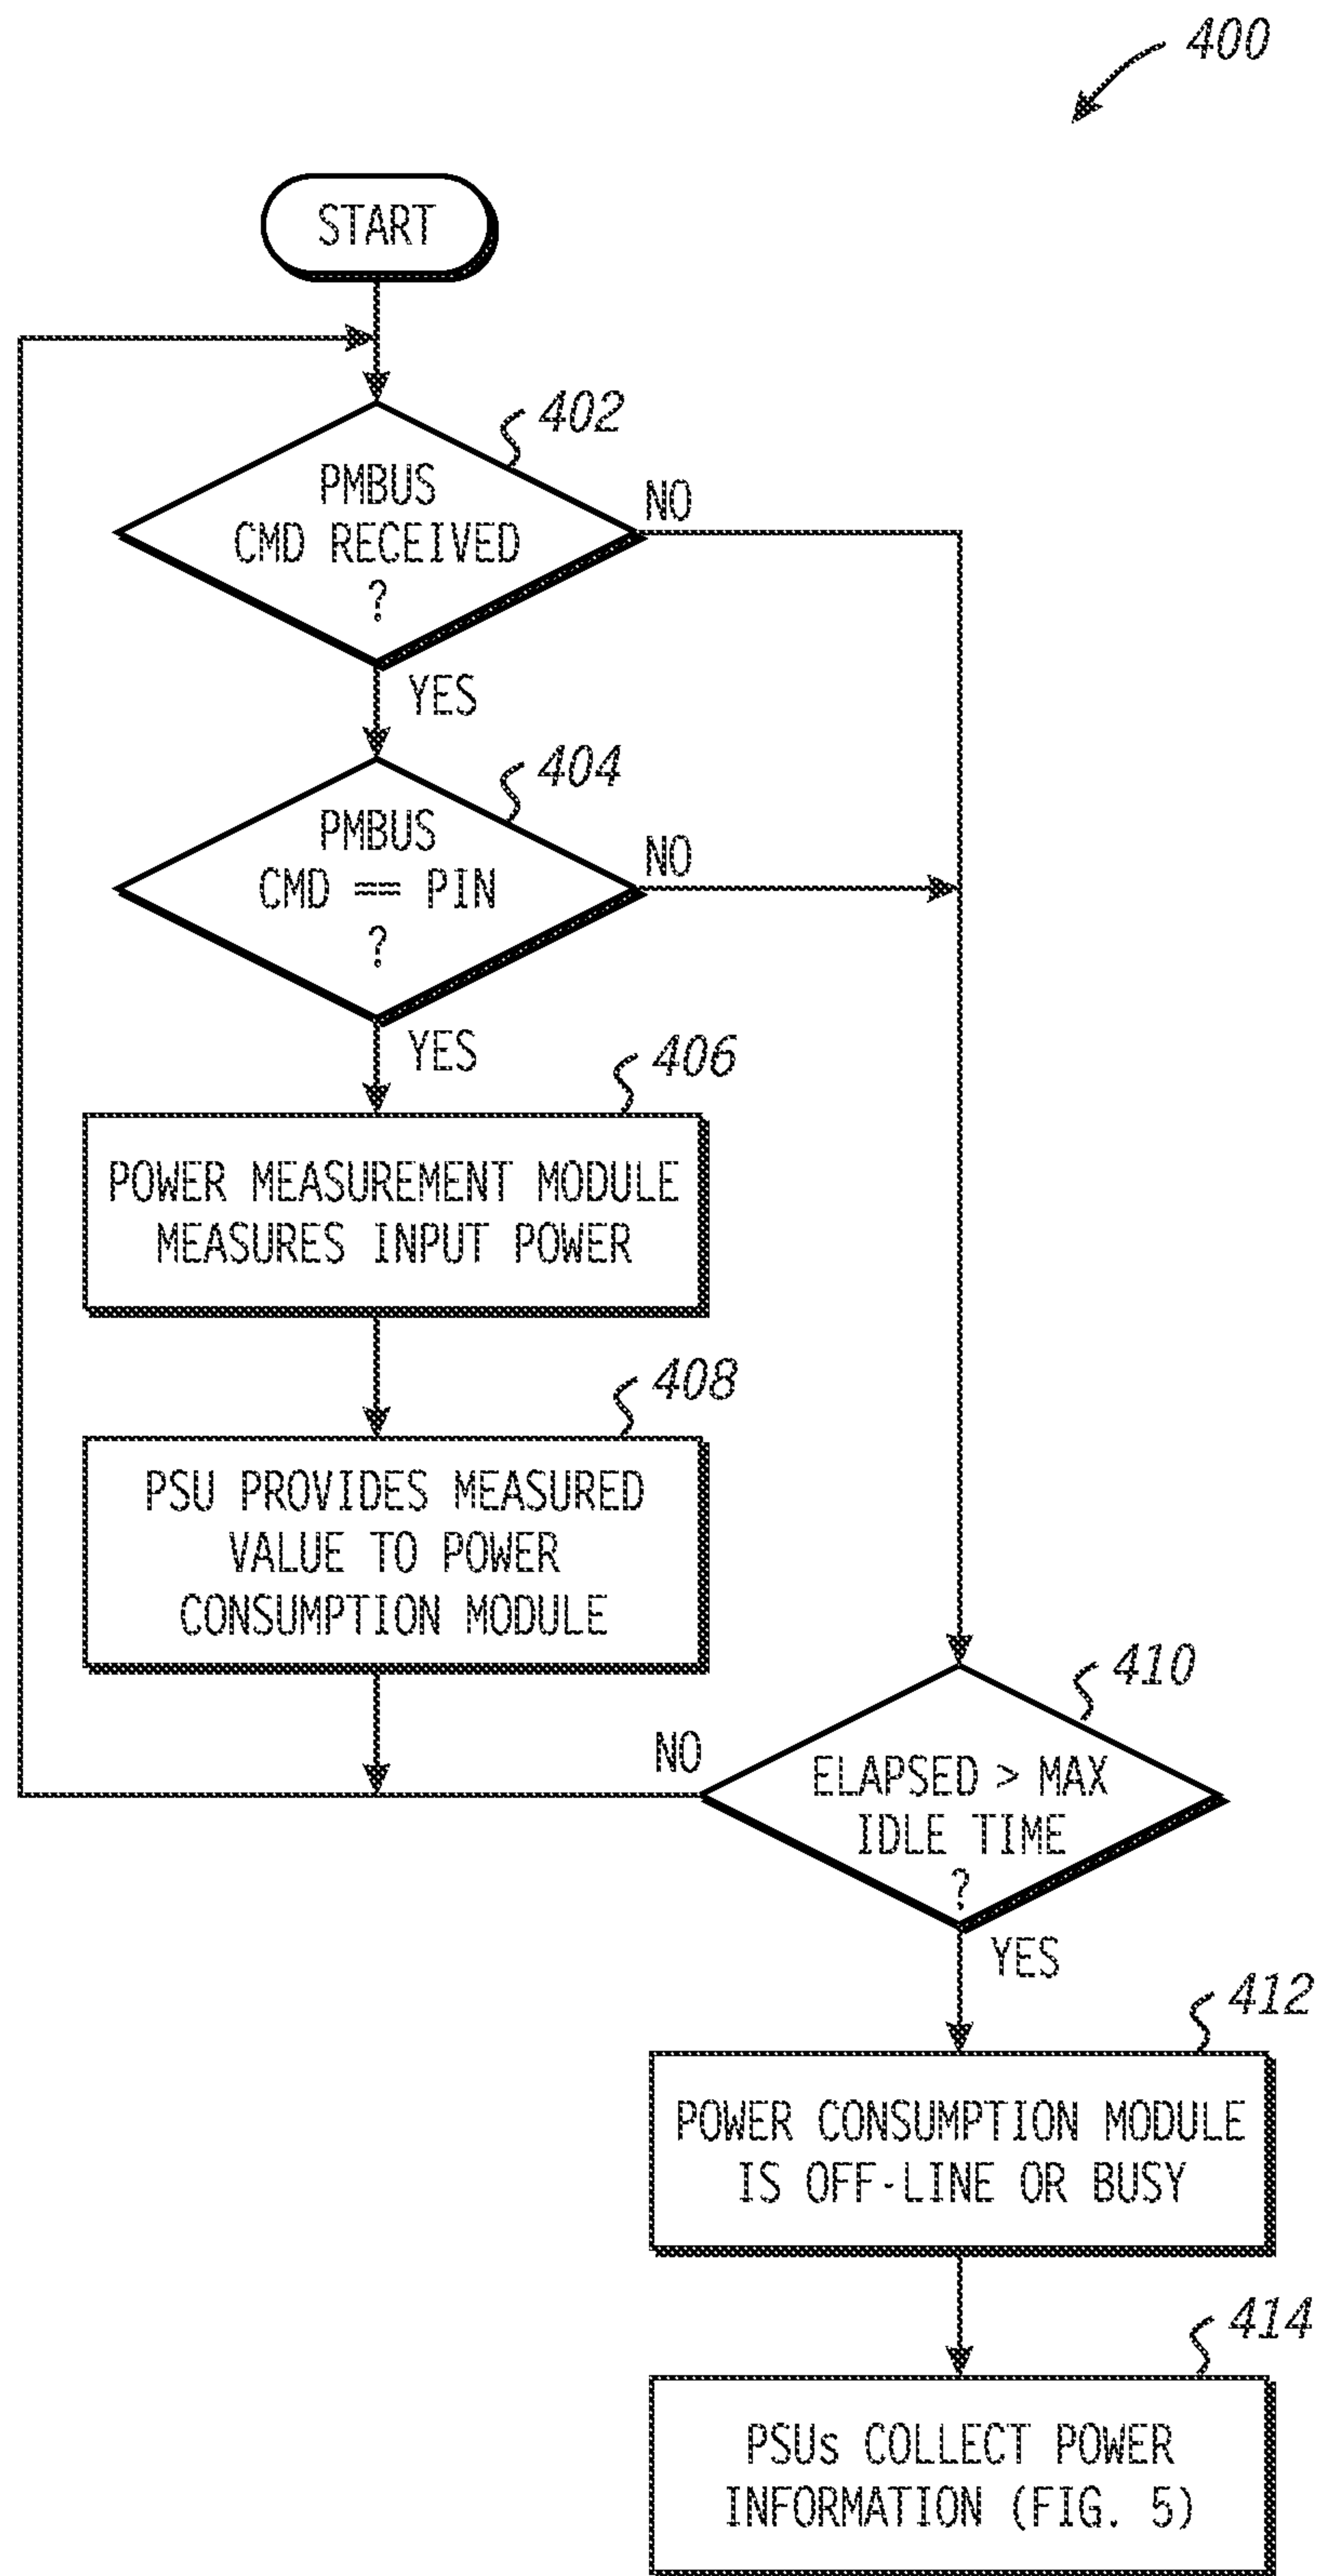 400
START
402
PMBUS
CMD RECEIVED
?
NO
YES
404
PMBUS
CMD == PIN
?
NO
YES
406
POWER MEASUREMENT MODULE
MEASURES INPUT POWER
408
PSU PROVIDES MEASURED
VALUE TO POWER
CONSUMPTION MODULE
410
NO
ELAPSED > MAX
IDLE TIME
?
YES
412
POWER CONSUMPTION MODULE
IS OFF-LINE OR BUSY
414
PSUs COLLECT POWER
INFORMATION (FIG. 5)